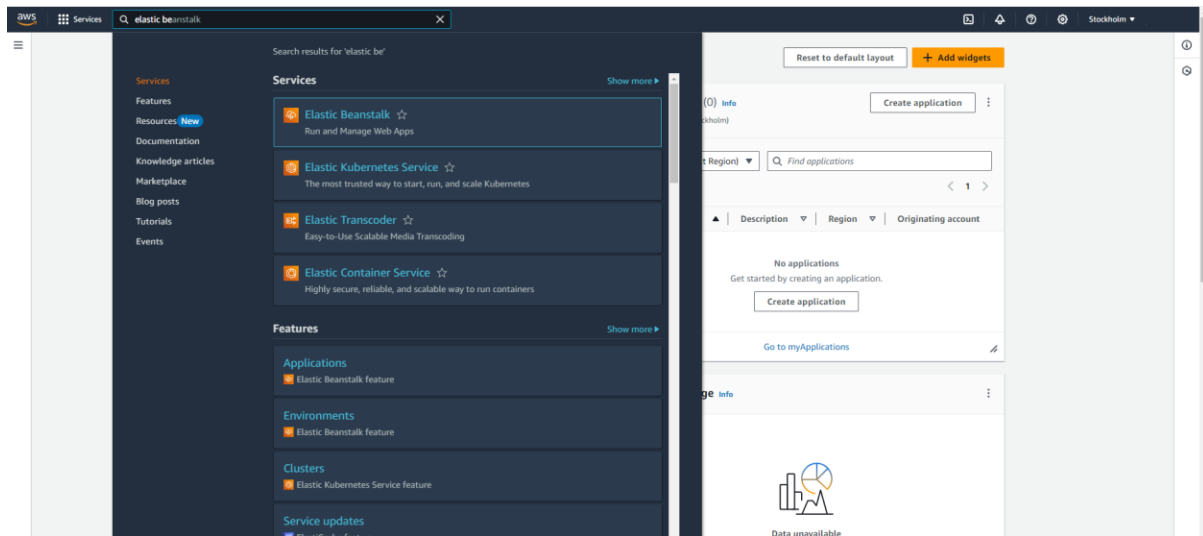 aws
Services
elastic beanstalk
Stockholm
Search results for 'elastic be'
Services
Features
Resources New
Documentation
Knowledge articles
Marketplace
Blog posts
Tutorials
Events
Services
Show more
Elastic Beanstalk
Run and Manage Web Apps
Elastic Kubernetes Service
The most trusted way to start, run, and scale Kubernetes
Elastic Transcoder
Easy-to-Use Scalable Media Transcoding
Elastic Container Service
Highly secure, reliable, and scalable way to run containers
Features
Show more
Applications
Elastic Beanstalk feature
Environments
Elastic Beanstalk feature
Clusters
Elastic Kubernetes Service feature
Service updates
Reset to default layout
+ Add widgets
(0) Info
Create application
ckholm)
t Region)
Find applications
1
Description
Region
Originating account
No applications
Get started by creating an application.
Create application
Go to myApplications
ge Info
Data unavailable